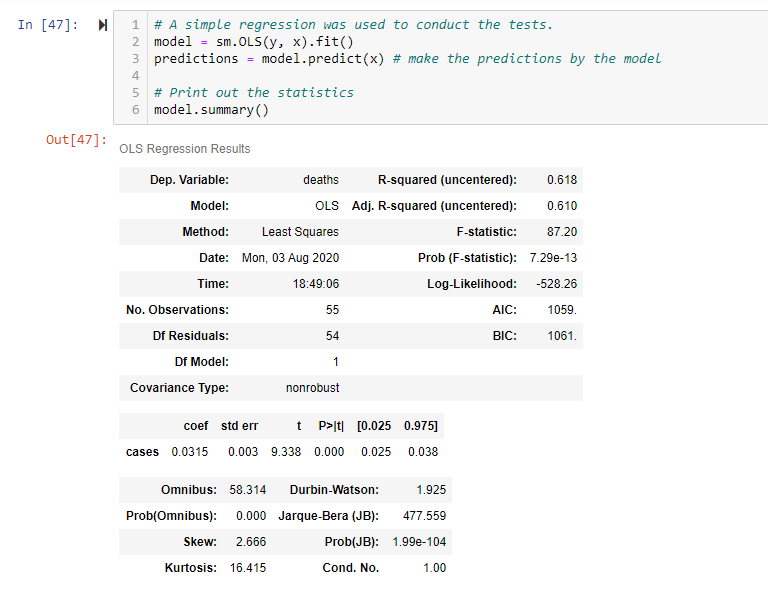 In [47]:
1 # A simple regression was used to conduct the tests.
2 model = sm.OLS(y, x).fit()
3 predictions = model.predict(x) # make the predictions by the model
4
5 # Print out the statistics
6 model.summary()
Out[47]:
OLS Regression Results
Dep. Variable: deaths R-squared (uncentered): 0.618
Model: OLS Adj. R-squared (uncentered): 0.610
Method: Least Squares F-statistic: 87.20
Date: Mon, 03 Aug 2020 Prob (F-statistic): 7.29e-13
Time: 18:49:06 Log-Likelihood: -528.26
No. Observations: 55 AIC: 1059.
Df Residuals: 54 BIC: 1061.
Df Model: 1
Covariance Type: nonrobust
coef std err t P>|t| [0.025 0.975]
cases 0.0315 0.003 9.338 0.000 0.025 0.038
Omnibus: 58.314 Durbin-Watson: 1.925
Prob(Omnibus): 0.000 Jarque-Bera (JB): 477.559
Skew: 2.666 Prob(JB): 1.99e-104
Kurtosis: 16.415 Cond. No. 1.00